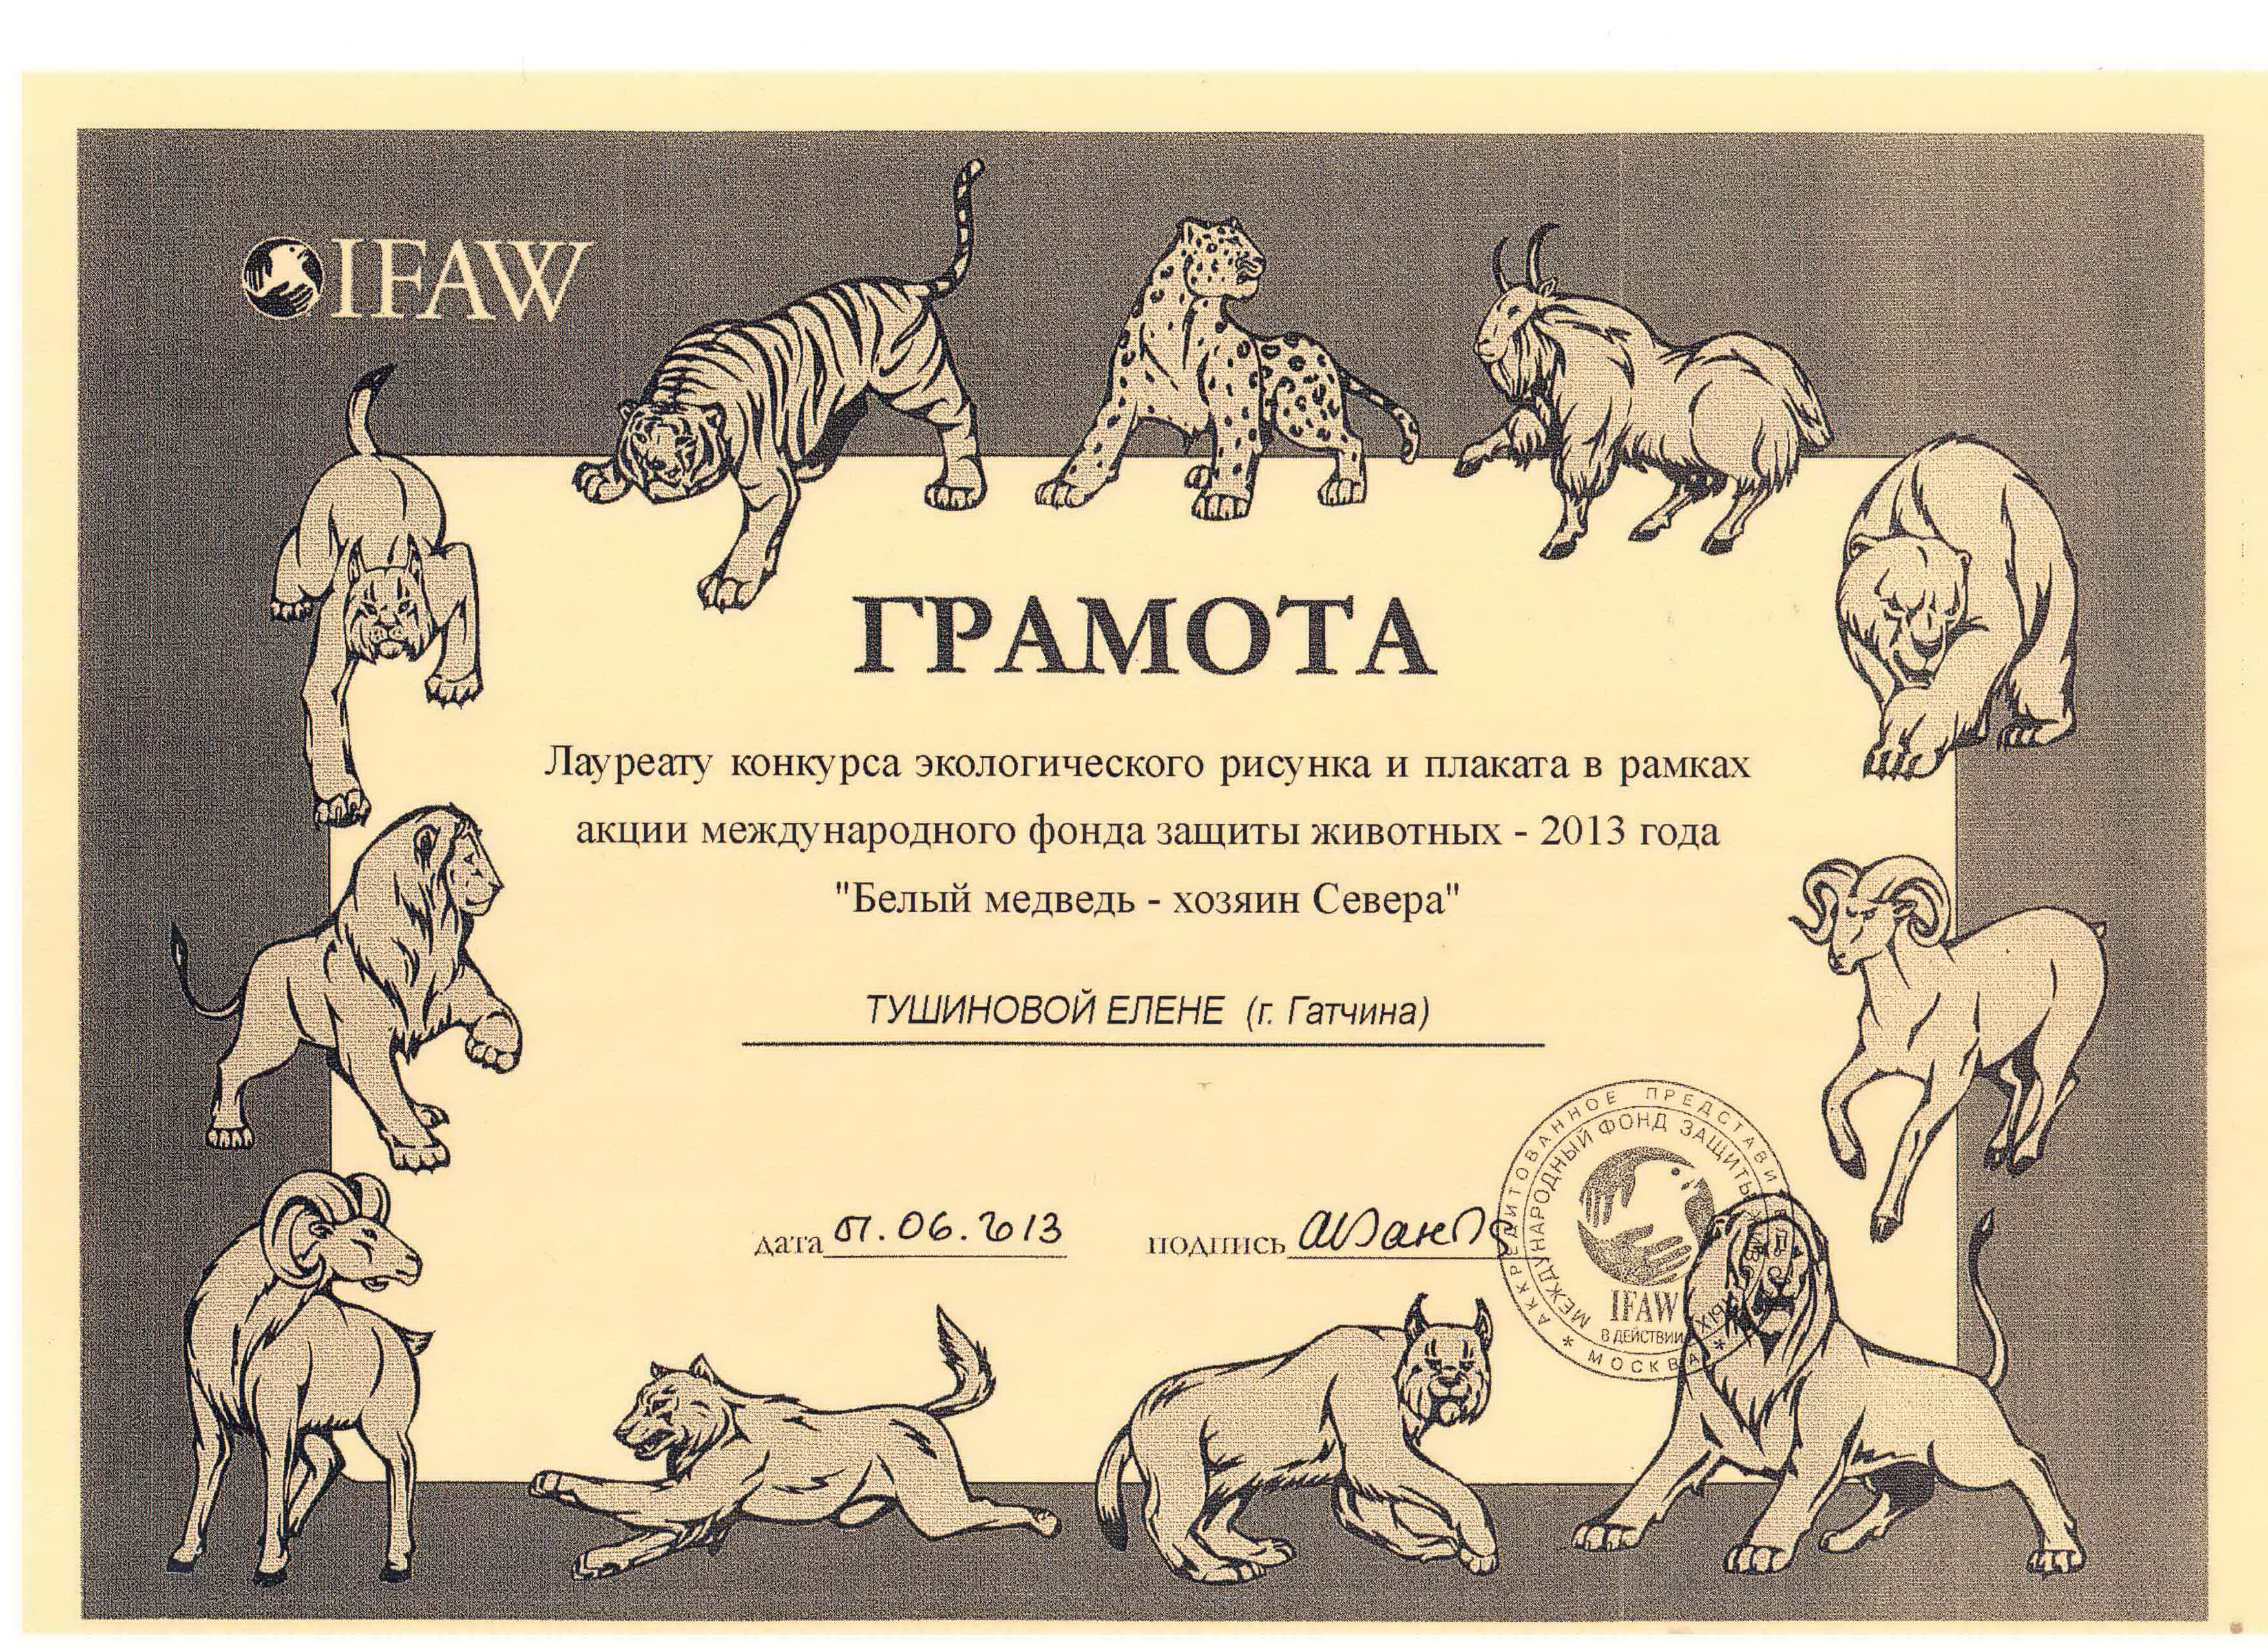 IFAW
ГРАМОТА
Лауреату конкурса экологического рисунка и плаката в рамках
акции международного фонда защиты животных - 2013 года
"Белый медведь - хозяин Севера"
ТУШИНОВОЙ ЕЛЕНЕ (г. Гатчина)
дата 06.2013 подпись
АККРЕДИТОВАННОЕ
МЕЖДУНАРОДНЫЙ ФОНД ЗАЩИТЫ
IFAW
В ДЕЙСТВИИ
* МОСКВА *